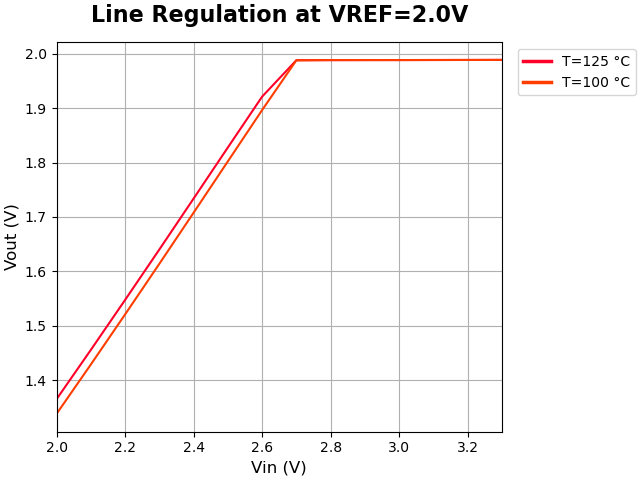 Line Regulation at VREF=2.0V
T=125 °C
T=100 °C
2.0
1.9
1.8
1.7
1.6
1.5
1.4
Vout (V)
2.0 2.2 2.4 2.6 2.8 3.0 3.2
Vin (V)